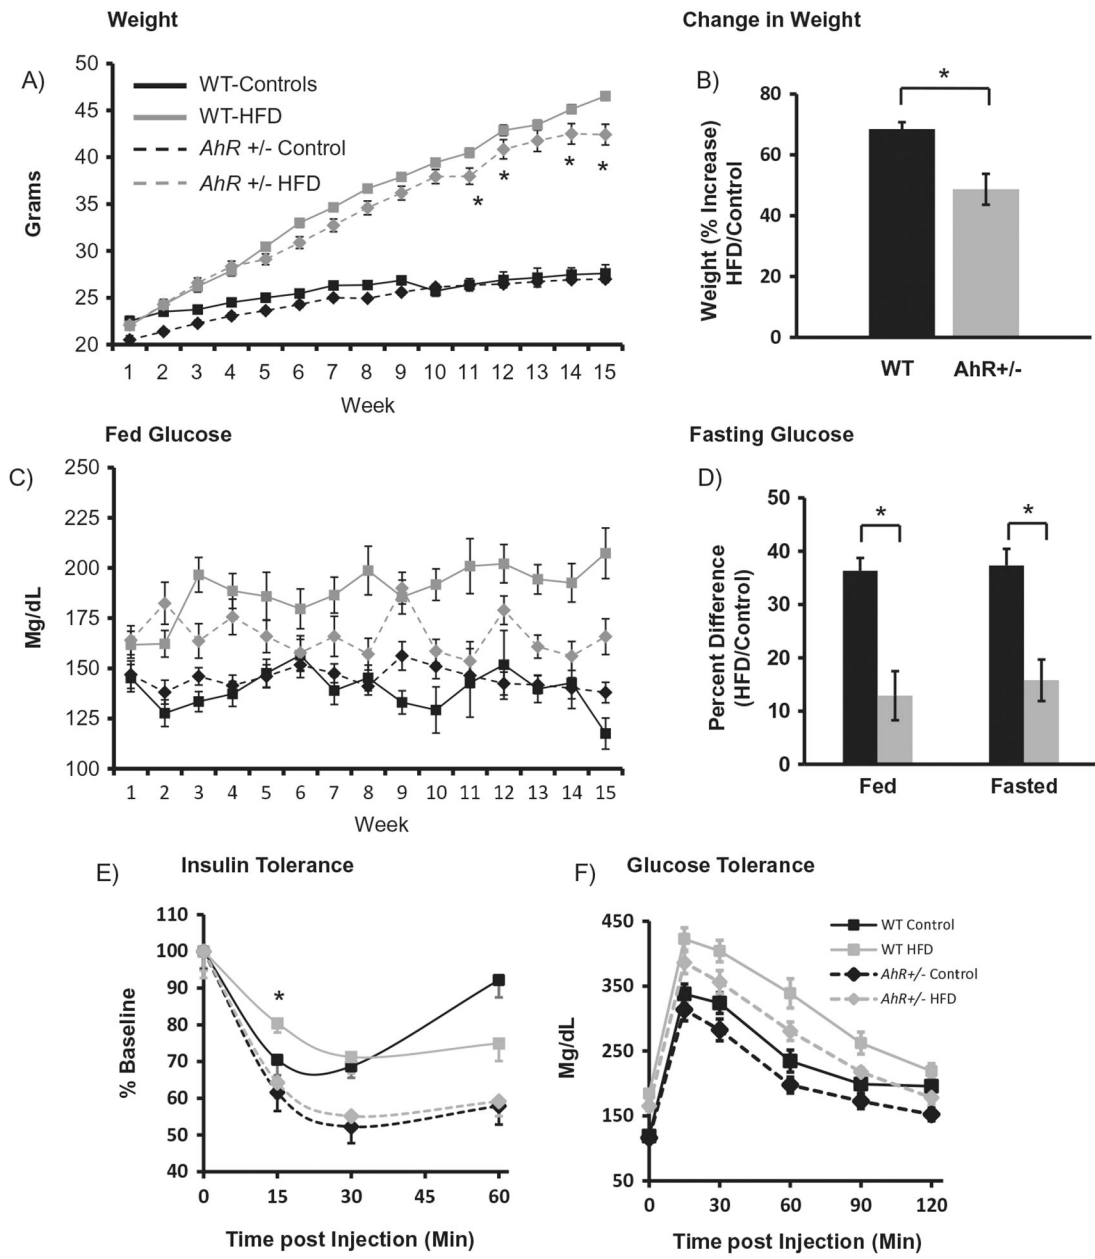 Weight
A)
50
45
40
35
30
25
20
Grams
WT-Controls
WT-HFD
AhR +/- Control
AhR +/- HFD
*
*
*
*
1 2 3 4 5 6 7 8 9 10 11 12 13 14 15
Week
Change in Weight
B)
80
60
40
20
0
Weight (% Increase)
HFD/Control
*
WT AhR+/-
Fed Glucose
C)
250
225
200
175
150
125
100
Mg/dL
1 2 3 4 5 6 7 8 9 10 11 12 13 14 15
Week
Fasting Glucose
D)
50
40
30
20
10
0
Percent Difference
(HFD/Control)
* *
Fed Fasted
Insulin Tolerance
E)
110
100
90
80
70
60
50
40
% Baseline
*
0 15 30 45 60
Time post Injection (Min)
Glucose Tolerance
F)
450
350
250
150
50
Mg/dL
WT Control
WT HFD
AhR+/- Control
AhR+/- HFD
0 30 60 90 120
Time post Injection (Min)